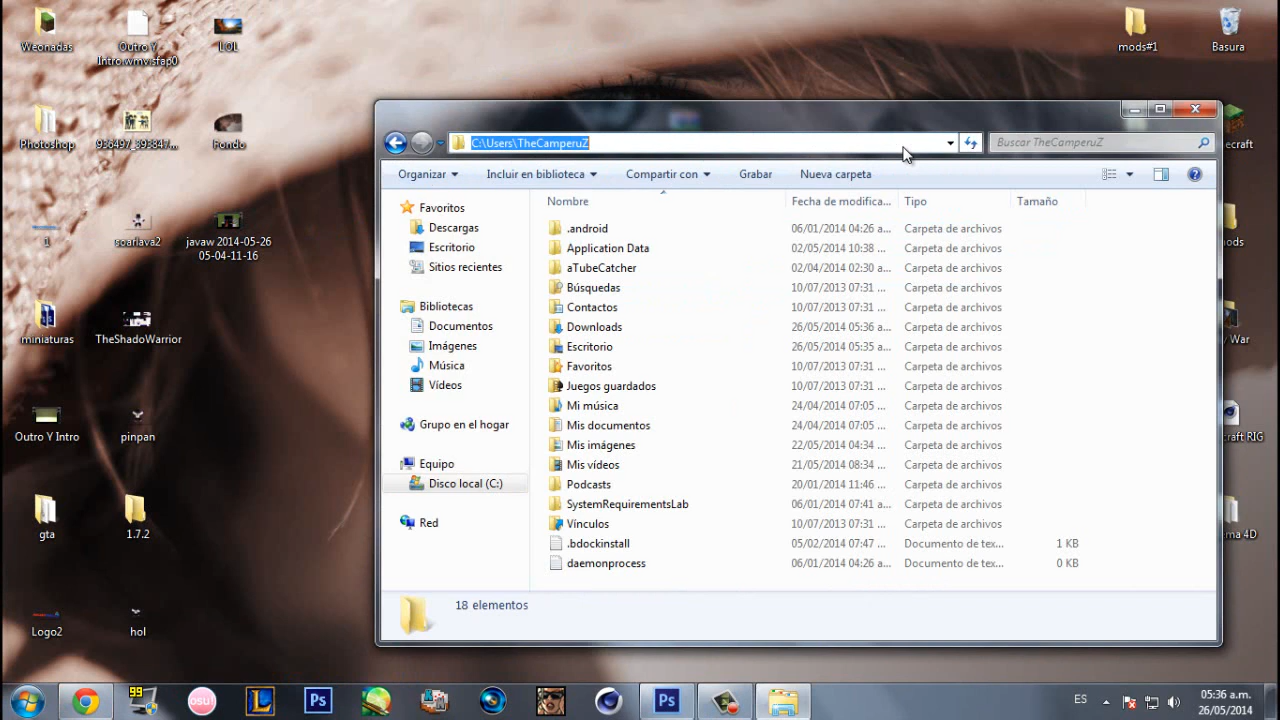 Weonadas
Outro Y
Intro.wmv.sfap0
LOL
mods#1
Basura
Photoshop
Fondo
1
soarlava2
javaw 2014-05-26
05-04-11-16
miniaturas
TheShadoWarrior
Outro Y Intro
pinpan
gta
1.7.2
Logo2
hol
C:\Users\TheCamperuZ
Buscar TheCamperuZ
Organizar
Incluir en biblioteca
Compartir con
Grabar
Nueva carpeta
Favoritos
Descargas
Escritorio
Sitios recientes
Bibliotecas
Documentos
Imágenes
Música
Vídeos
Grupo en el hogar
Equipo
Disco local (C:)
Red
Nombre Fecha de modifica... Tipo Tamaño
.android 06/01/2014 04:26 a... Carpeta de archivos
Application Data 02/05/2014 10:38 ... Carpeta de archivos
aTubeCatcher 02/04/2014 02:30 a... Carpeta de archivos
Búsquedas 10/07/2013 07:31 ... Carpeta de archivos
Contactos 10/07/2013 07:31 ... Carpeta de archivos
Downloads 26/05/2014 05:36 a... Carpeta de archivos
Escritorio 26/05/2014 05:35 a... Carpeta de archivos
Favoritos 10/07/2013 07:31 ... Carpeta de archivos
Juegos guardados 10/07/2013 07:31 ... Carpeta de archivos
Mi música 24/04/2014 07:05 ... Carpeta de archivos
Mis documentos 24/04/2014 07:05 ... Carpeta de archivos
Mis imágenes 22/05/2014 04:34 ... Carpeta de archivos
Mis vídeos 21/05/2014 08:34 ... Carpeta de archivos
Podcasts 20/01/2014 11:46 ... Carpeta de archivos
SystemRequirementsLab 06/01/2014 07:41 a... Carpeta de archivos
Vínculos 10/07/2013 07:31 ... Carpeta de archivos
.bdockinstall 05/02/2014 07:47 ... Documento de tex... 1 KB
daemonprocess 06/01/2014 04:26 a... Documento de tex... 0 KB
18 elementos
ecraft
ods
War
craft RIG
ma 4D
99
osu!
L
Ps
Ps
ES
05:36 a.m.
26/05/2014